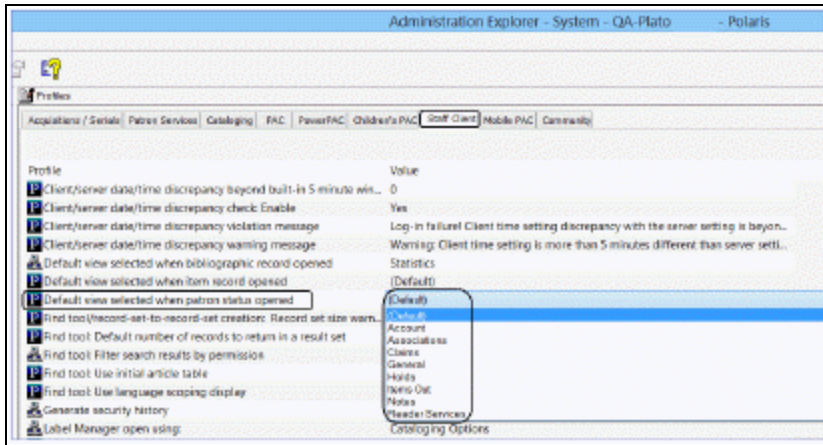 Administration Explorer - System - QA-Plato - Polaris
Profiles
Acquisitions / Serials Patron Services Cataloging PAC PowerPAC Children's PAC Staff Client Mobile PAC Community
Profile Value
Client/server date/time discrepancy beyond built-in 5 minute win... 0
Client/server date/time discrepancy check: Enable Yes
Client/server date/time discrepancy violation message Log-in failure! Client time setting discrepancy with the server setting is beyon...
Client/server date/time discrepancy warning message Warning: Client time setting is more than 5 minutes different than server setti...
Default view selected when bibliographic record opened Statistics
Default view selected when item record opened (Default)
Default view selected when patron status opened (Default)
Find tool/record-set-to-record-set creation: Record set size warn... (Default)
Account
Find tool: Default number of records to return in a result set
Associations
Find tool: Filter search results by permission Claims
General
Find tool: Use initial article table
Holds
Find tool: Use language scoping display Items Out
Notes
Generate security history
Reader Services
Label Manager open using: Cataloging Options